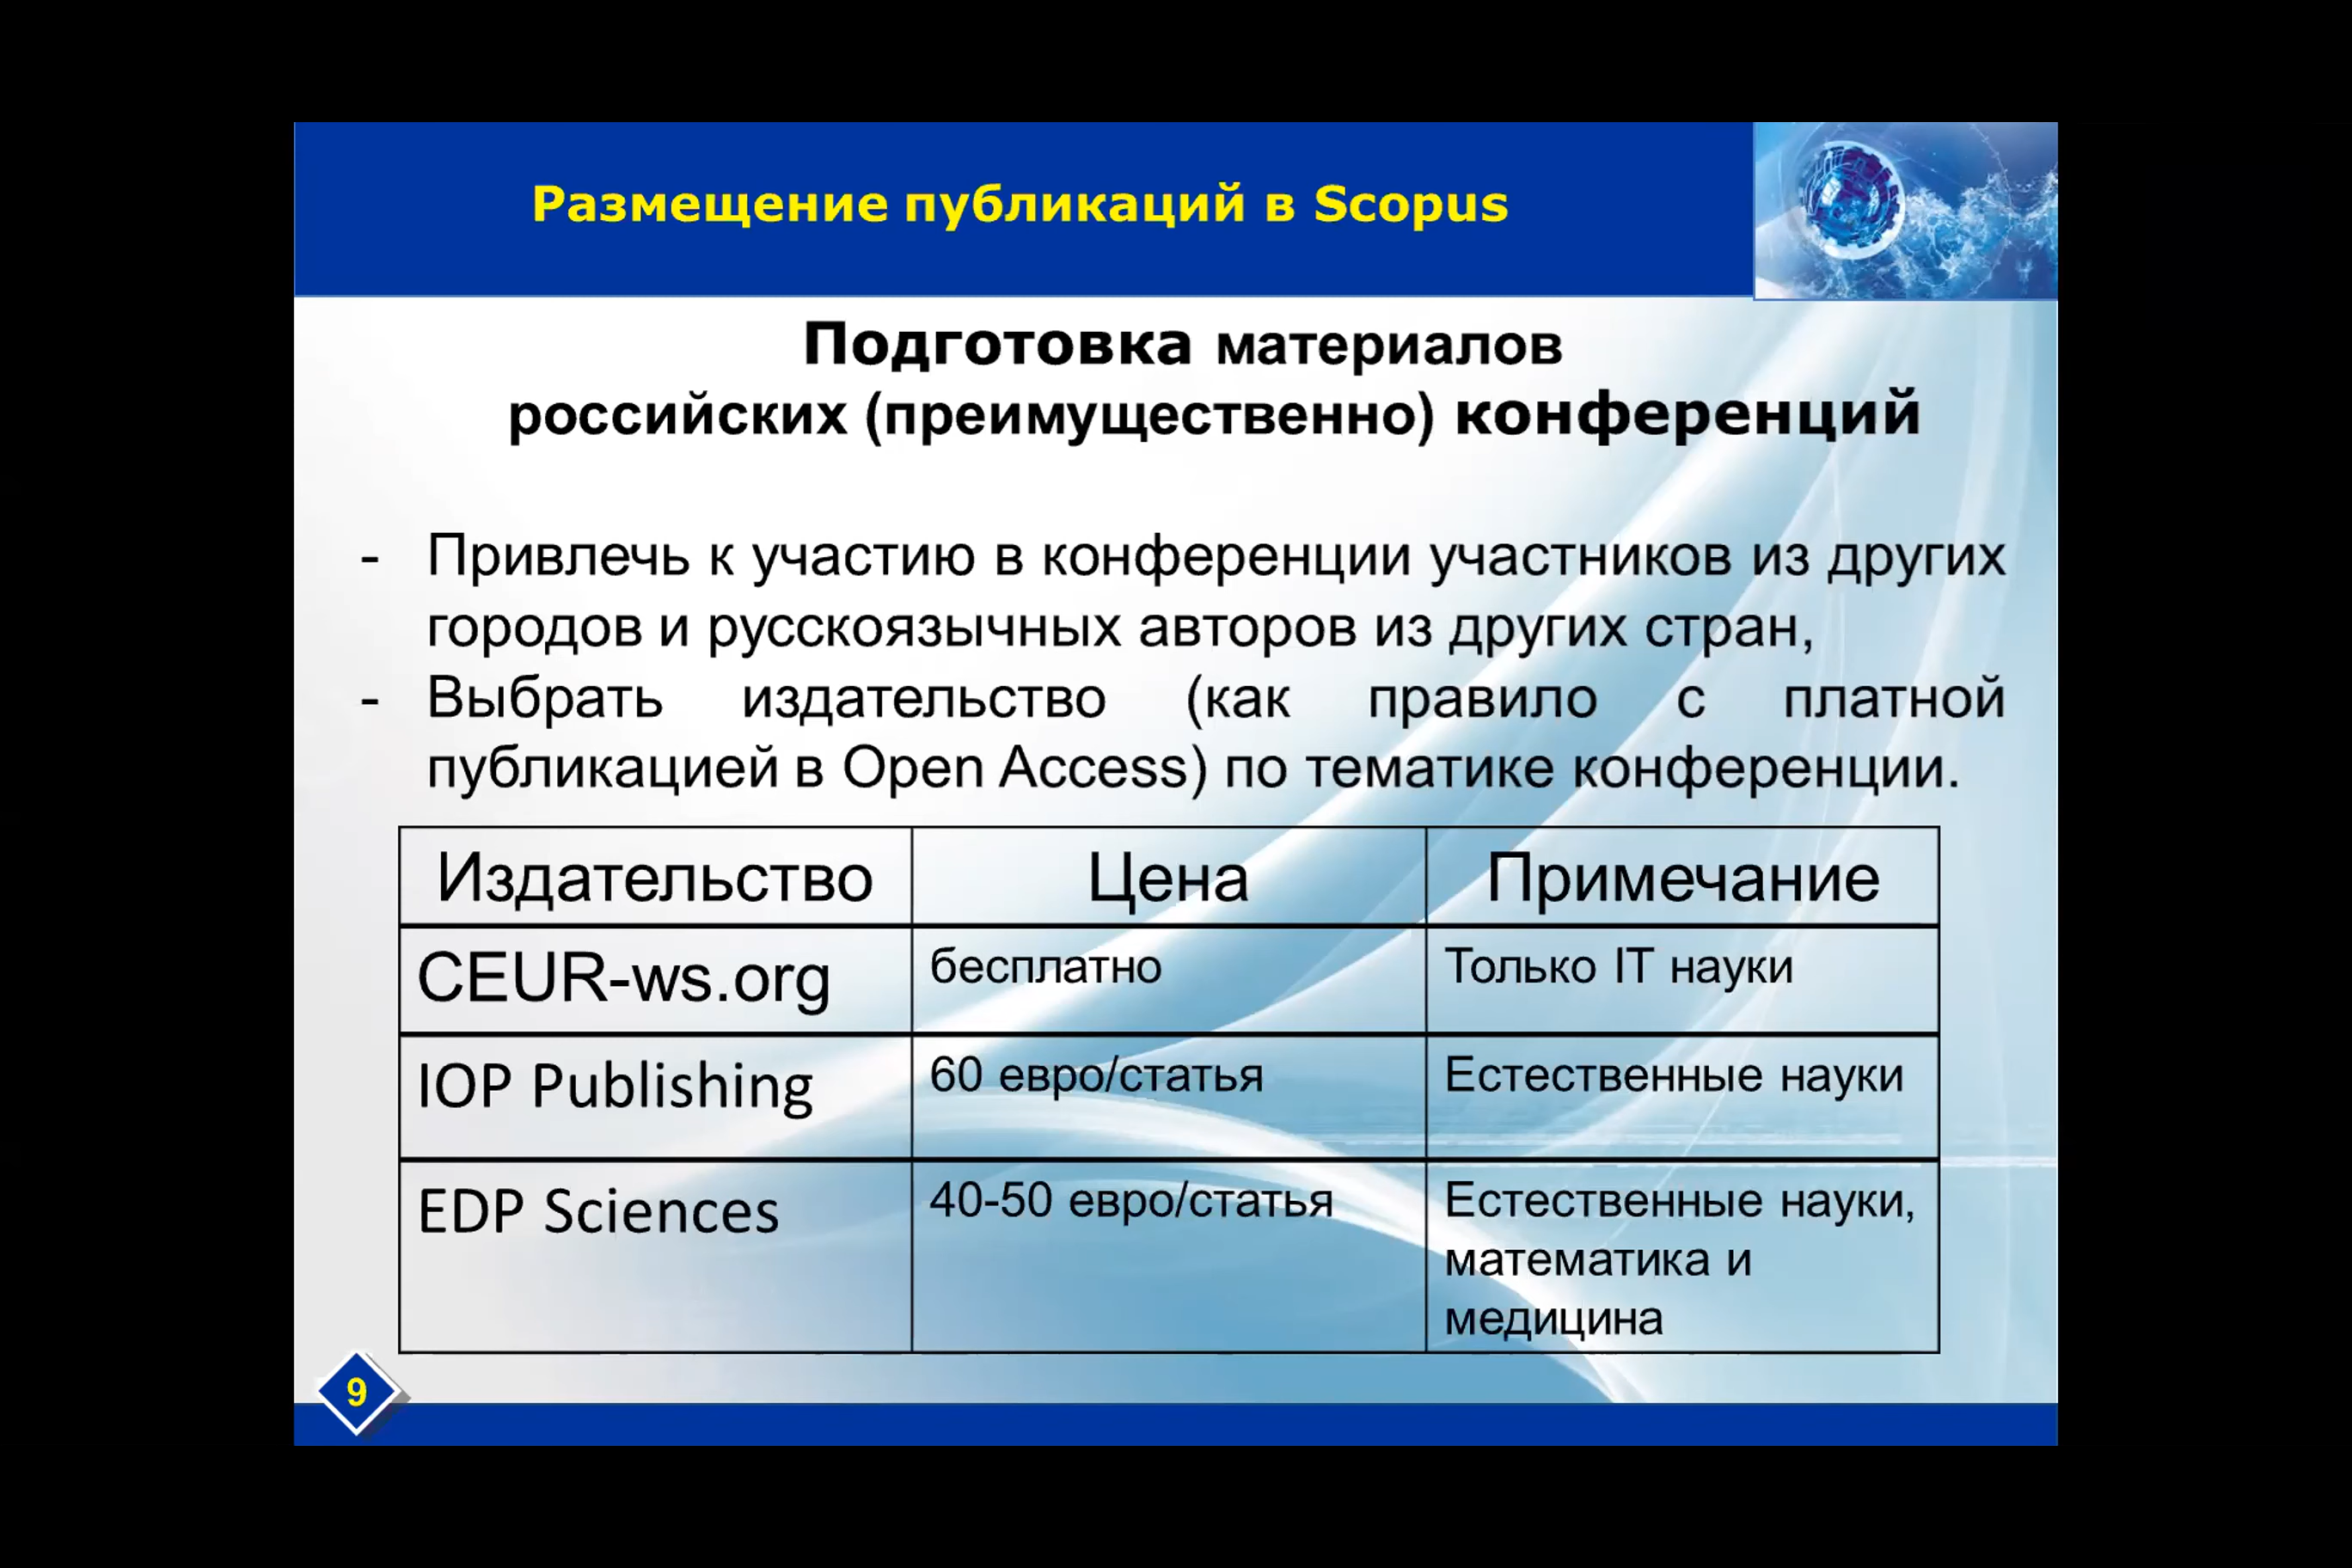 Размещение публикаций в Scopus
Подготовка материалов
российских (преимущественно) конференций
- Привлечь к участию в конференции участников из других
городов и русскоязычных авторов из других стран,
- Выбрать издательство (как правило с платной
публикацией в Open Access) по тематике конференции.
Издательство Цена Примечание
CEUR-ws.org бесплатно Только IT науки
IOP Publishing 60 евро/статья Естественные науки
EDP Sciences 40-50 евро/статья Естественные науки,
математика и
медицина
9